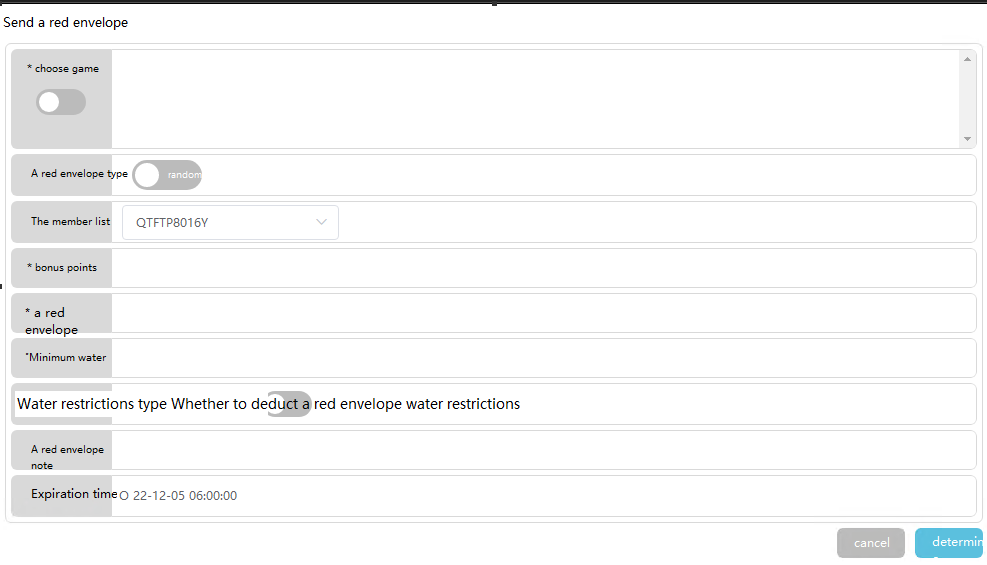 Send a red envelope
* choose game
A red envelope type
random
The member list
QTFTP8016Y
* bonus points
* a red
envelope
*Minimum water
Water restrictions type Whether to deduct a red envelope water restrictions
A red envelope
note
Expiration time
22-12-05 06:00:00
cancel
determin